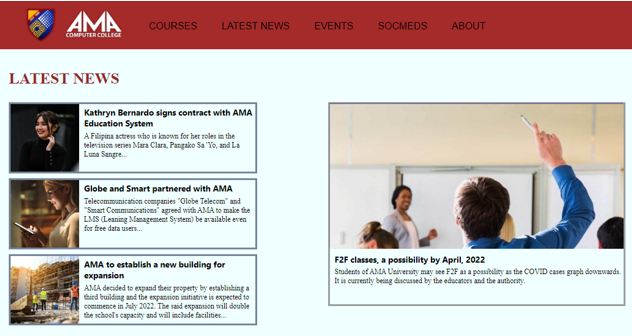 AMA
COMPUTER COLLEGE
COURSES LATEST NEWS EVENTS SOCMEDS ABOUT
LATEST NEWS
Kathryn Bernardo signs contract with AMA
Education System
A Filipina actress who is known for her roles in the
television series Mara Clara, Pangako Sa 'Yo, and La
Luna Sangre...
Globe and Smart partnered with AMA
Telecommunication companies "Globe Telecom" and
"Smart Communications" agreed with AMA to make the
LMS (Leaning Management System) be available even
for free data users...
AMA to establish a new building for
expansion
AMA decided to expand their property by establishing a
third building and the expansion initiative is expected to
commence in July 2022. The said expansion will double
the school's capacity and will include facilities...
F2F classes, a possibility by April, 2022
Students of AMA University may see F2F as a possibility as the COVID cases graph downwards.
It is currently being discussed by the educators and the authority.